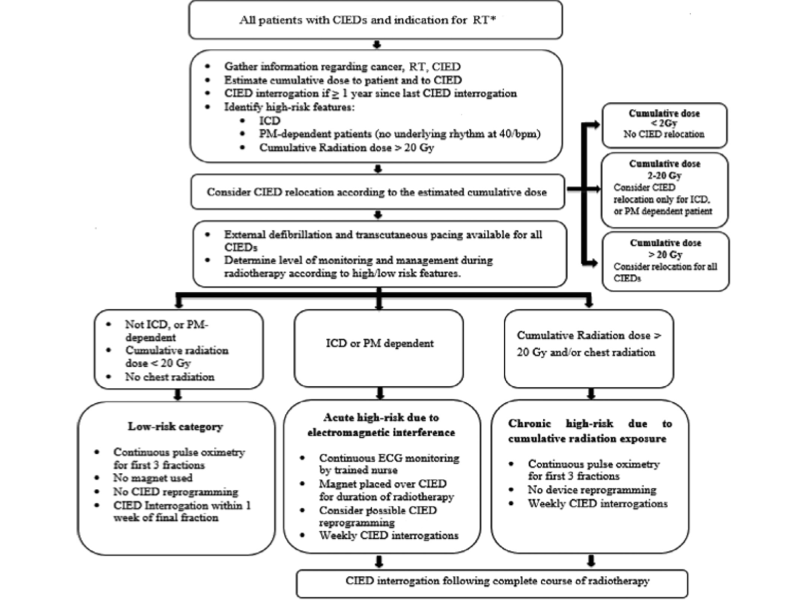 All patients with CIEDs and indication for RT*
• Gather information regarding cancer, RT, CIED
• Estimate cumulative dose to patient and to CIED
• CIED interrogation if ≥ 1 year since last CIED interrogation
• Identify high-risk features:
• ICD
• PM-dependent patients (no underlying rhythm at 40/bpm)
• Cumulative Radiation dose > 20 Gy
Consider CIED relocation according to the estimated cumulative dose
Cumulative dose
< 2Gy
No CIED relocation
Cumulative dose
2-20 Gy
Consider CIED
relocation only for ICD,
or PM dependent patient
Cumulative dose
> 20 Gy
Consider relocation for all
CIEDs
• External defibrillation and transcutaneous pacing available for all
CIEDs
• Determine level of monitoring and management during
radiotherapy according to high/low risk features.
• Not ICD, or PM-
dependent
• Cumulative radiation
dose < 20 Gy
• No chest radiation
ICD or PM dependent
Cumulative Radiation dose >
20 Gy and/or chest radiation
Low-risk category
• Continuous pulse oximetry
for first 3 fractions
• No magnet used
• No CIED reprogramming
• CIED Interrogation within 1
week of final fraction
Acute high-risk due to
electromagnetic interference
• Continuous ECG monitoring
by trained nurse
• Magnet placed over CIED
for duration of radiotherapy
• Consider possible CIED
reprogramming
• Weekly CIED interrogations
Chronic high-risk due to
cumulative radiation exposure
• Continuous pulse oximetry
for first 3 fractions
• No device reprogramming
• Weekly CIED interrogations
CIED interrogation following complete course of radiotherapy